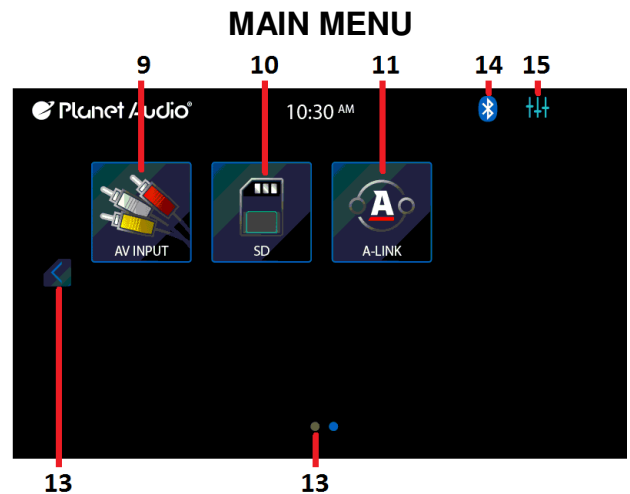 MAIN MENU
9 10 11 14 15
Planet Audio®
10:30 AM
AV INPUT
SD
A
A-LINK
13 13